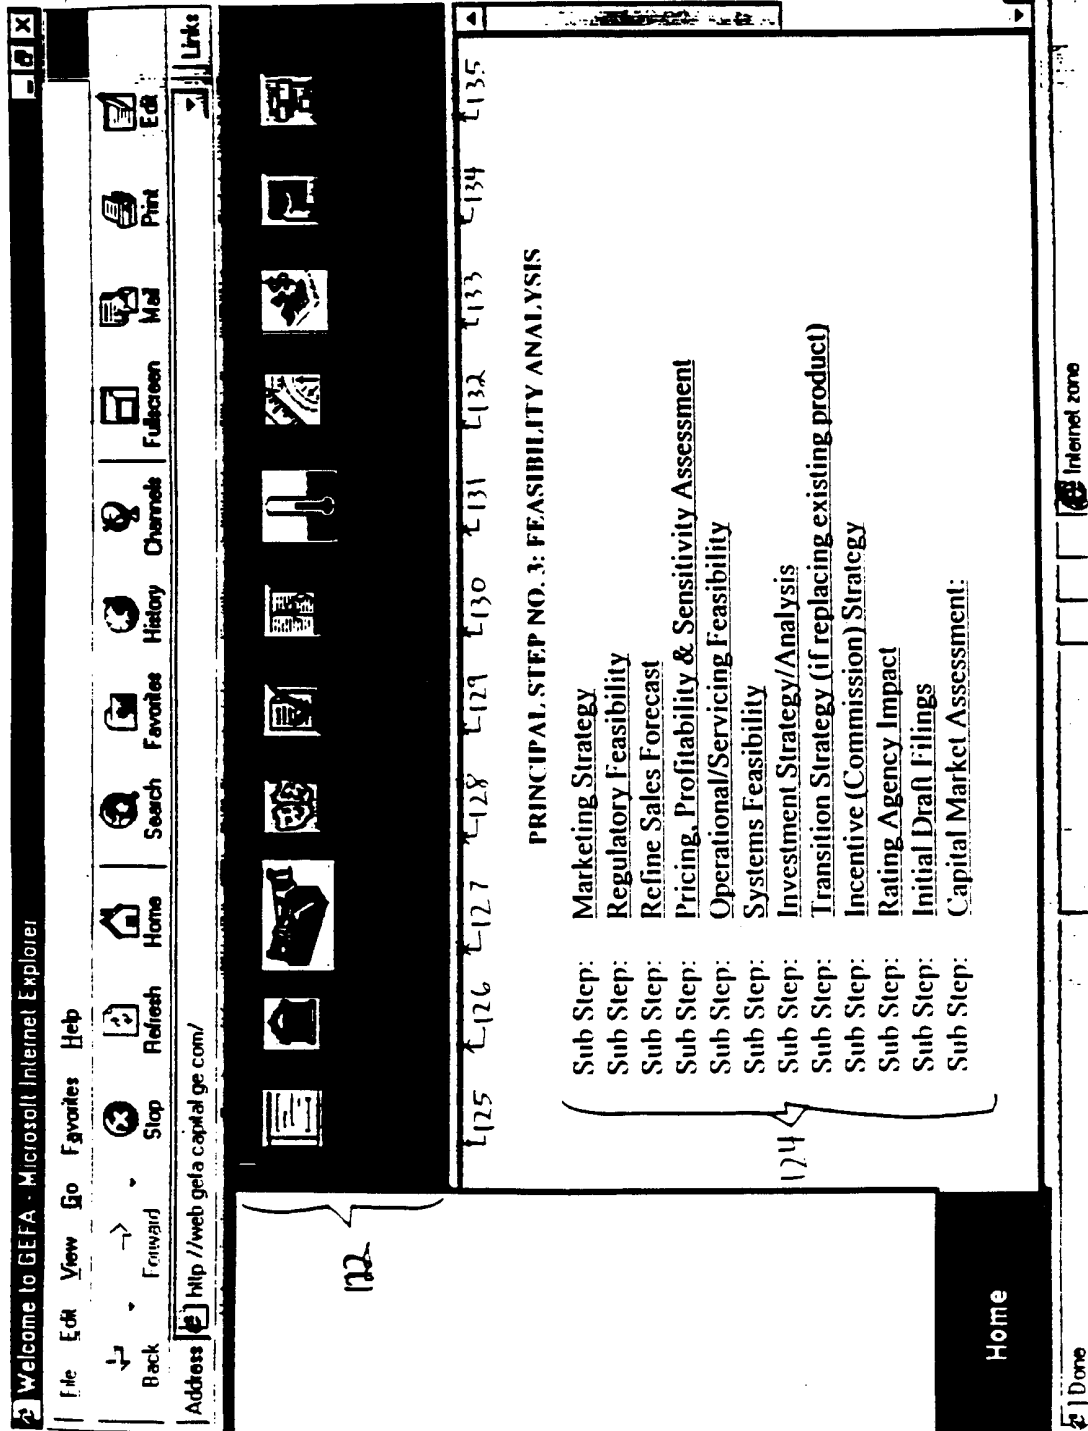 Welcome to GEFA - Microsoft Internet Explorer
File Edit View Go Favorites Help
Back Forward Stop Refresh Home Search Favorites History Channels Fullscreen Mail Print Edit
Address http //web gefa capital ge com/ Links
122
125 126 127 128 129 130 131 132 133 134 135
PRINCIPAL STEP NO. 3: FEASIBILITY ANALYSIS
Sub Step: Marketing Strategy
Sub Step: Regulatory Feasibility
Sub Step: Refine Sales Forecast
Sub Step: Pricing, Profitability & Sensitivity Assessment
Sub Step: Operational/Servicing Feasibility
Sub Step: Systems Feasibility
Sub Step: Investment Strategy/Analysis
Sub Step: Transition Strategy (if replacing existing product)
Sub Step: Incentive (Commission) Strategy
Sub Step: Rating Agency Impact
Sub Step: Initial Draft Filings
Sub Step: Capital Market Assessment:
124
Home
Done Internet zone